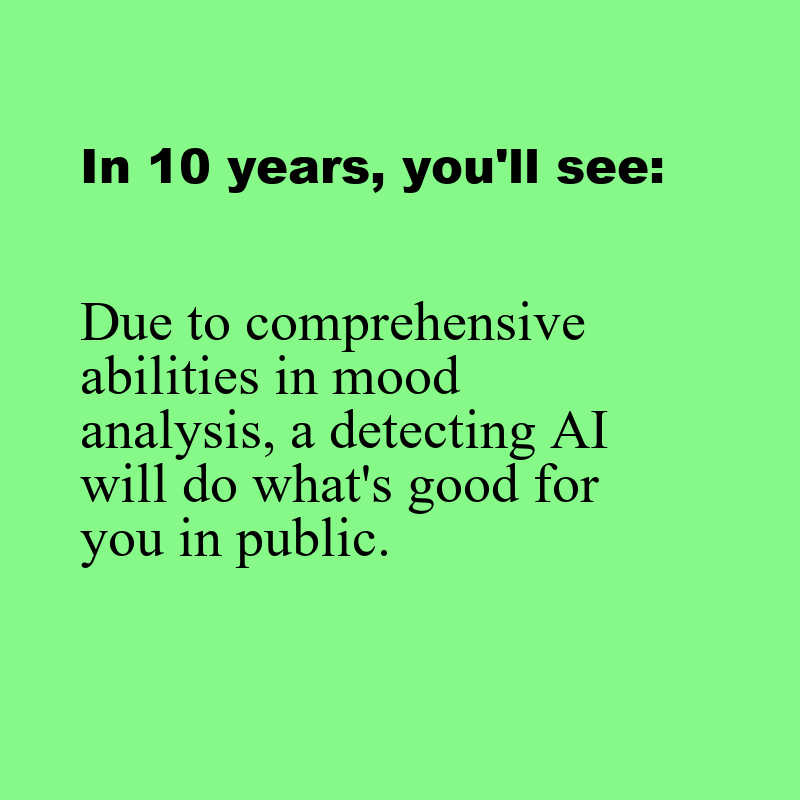 In 10 years, you'll see:
Due to comprehensive
abilities in mood
analysis, a detecting AI
will do what's good for
you in public.